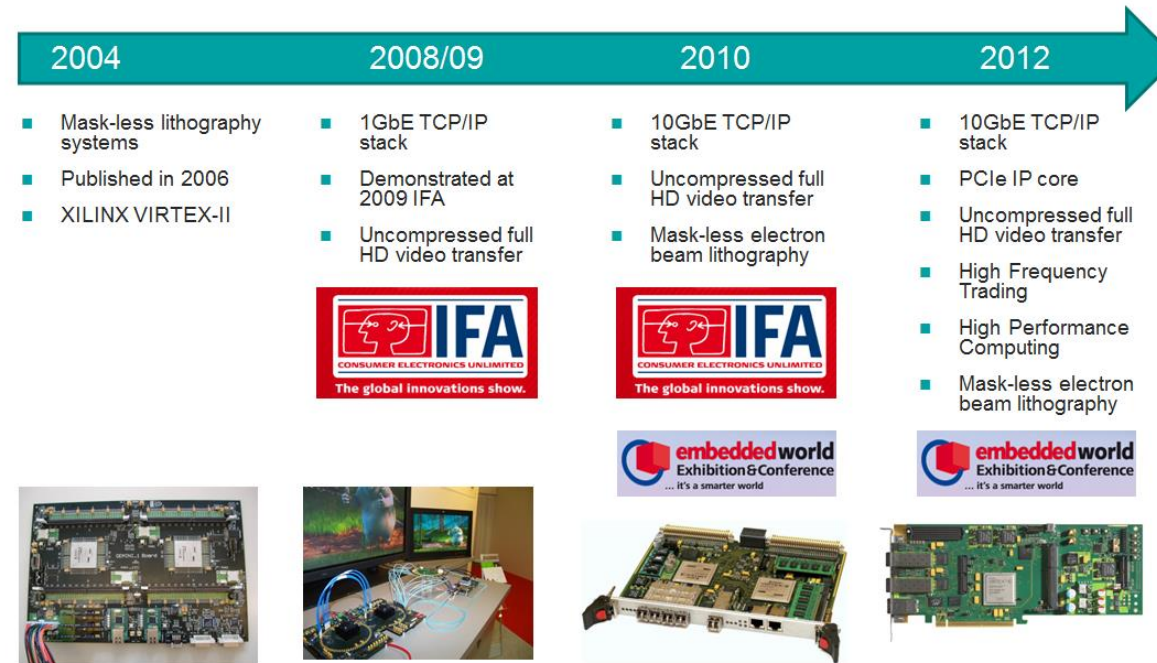 2004
2008/09
2010
2012
Mask-less lithography
systems
Published in 2006
XILINX VIRTEX-II
1GbE TCP/IP
stack
Demonstrated at
2009 IFA
Uncompressed full
HD video transfer
IFA
CONSUMER ELECTRONICS UNLIMITED
The global innovations show.
10GbE TCP/IP
stack
Uncompressed full
HD video transfer
Mask-less electron
beam lithography
IFA
CONSUMER ELECTRONICS UNLIMITED
The global innovations show.
embedded world
Exhibition&Conference
... it's a smarter world
10GbE TCP/IP
stack
PCIe IP core
Uncompressed full
HD video transfer
High Frequency
Trading
High Performance
Computing
Mask-less electron
beam lithography
embedded world
Exhibition&Conference
... it's a smarter world